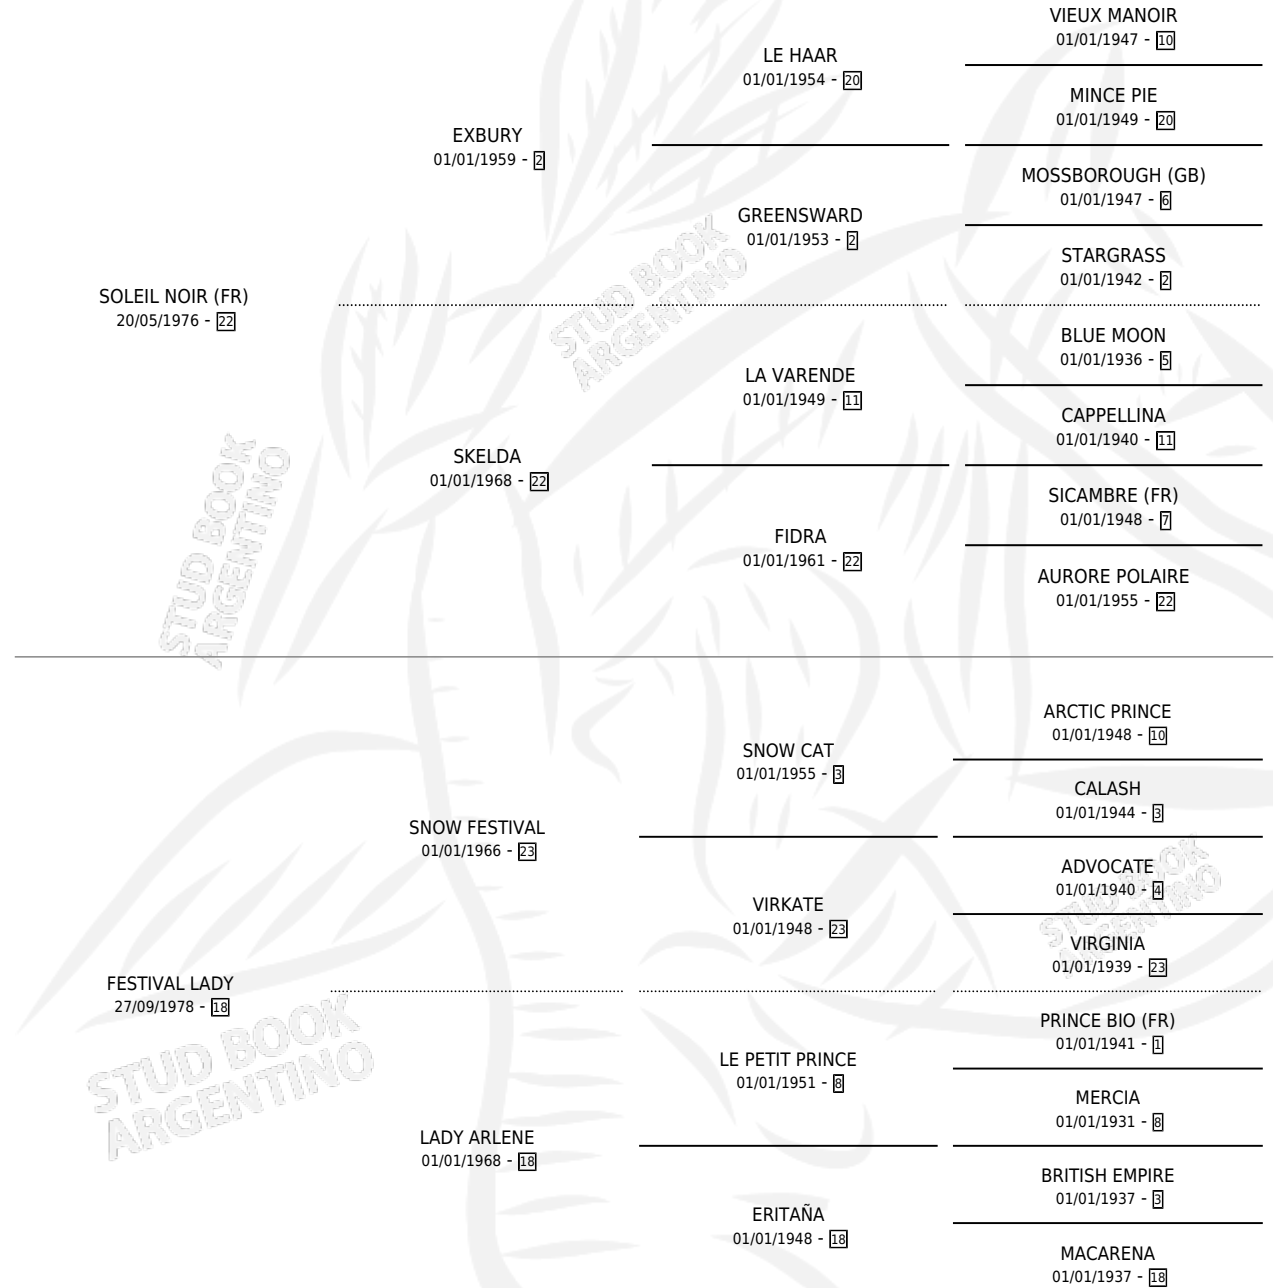 VIEUX MANOIR
01/01/1947 - 10
LE HAAR
01/01/1954 - 20
MINCE PIE
01/01/1949 - 20
EXBURY
01/01/1959 - 2
MOSSBOROUGH (GB)
01/01/1947 - 6
GREENSWARD
01/01/1953 - 2
STARGRASS
01/01/1942 - 2
SOLEIL NOIR (FR)
20/05/1976 - 22
STUD BOOK
ARGENTINO
BLUE MOON
01/01/1936 - 5
LA VARENDE
01/01/1949 - 11
CAPPELLINA
01/01/1940 - 11
SKELDA
01/01/1968 - 22
SICAMBRE (FR)
01/01/1948 - 7
FIDRA
01/01/1961 - 22
AURORE POLAIRE
01/01/1955 - 22
STUD BOOK
ARGENTINO
ARCTIC PRINCE
01/01/1948 - 10
SNOW CAT
01/01/1955 - 3
CALASH
01/01/1944 - 3
SNOW FESTIVAL
01/01/1966 - 23
ADVOCATE
01/01/1940 - 4
VIRKATE
01/01/1948 - 23
VIRGINIA
01/01/1939 - 23
STUD BOOK
ARGENTINO
FESTIVAL LADY
27/09/1978 - 18
PRINCE BIO (FR)
01/01/1941 - 1
LE PETIT PRINCE
01/01/1951 - 8
MERCIA
01/01/1931 - 8
STUD BOOK
ARGENTINO
LADY ARLENE
01/01/1968 - 18
BRITISH EMPIRE
01/01/1937 - 3
ERITAÑA
01/01/1948 - 18
MACARENA
01/01/1937 - 18